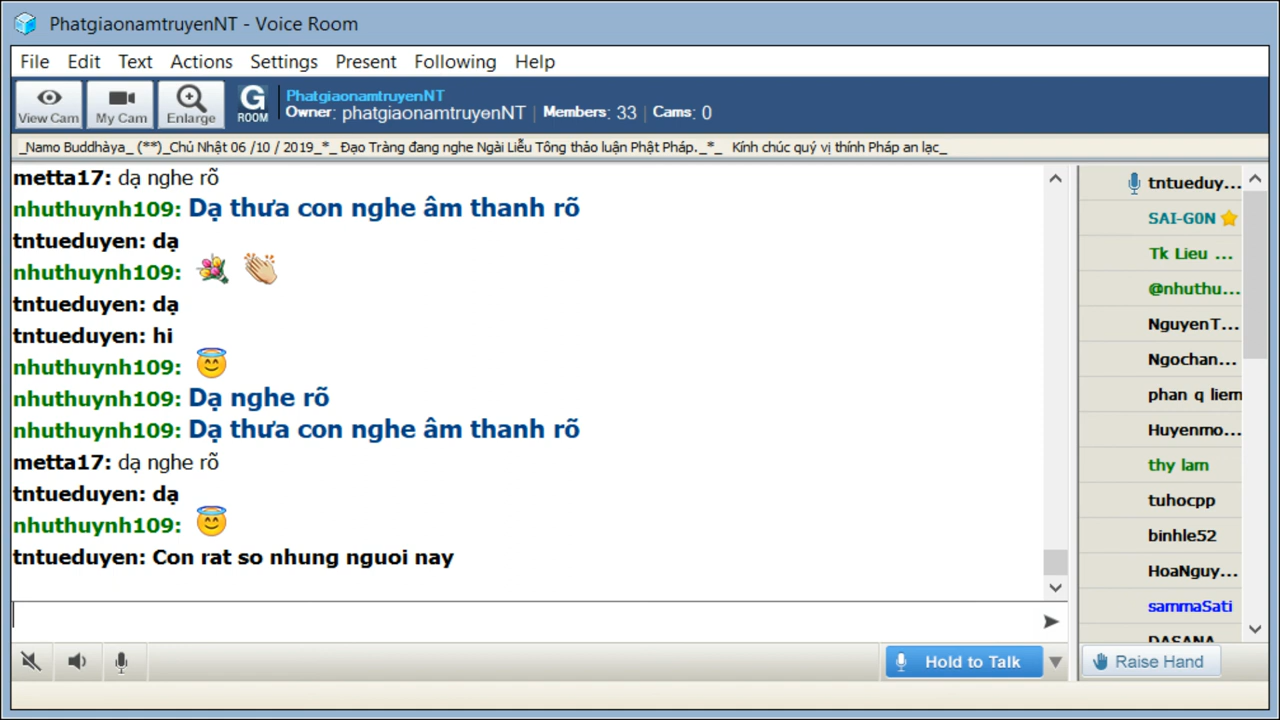 PhatgiaonamtruyenNT - Voice Room
File Edit Text Actions Settings Present Following Help
View Cam My Cam Enlarge
G ROOM
PhatgiaonamtruyenNT
Owner: phatgiaonamtruyenNT | Members: 33 | Cams: 0
_Namo Buddhàya_ (**)_Chủ Nhật 06 /10 / 2019_*_ Đạo Tràng đang nghe Ngài Liễu Tông thảo luận Phật Pháp._*_ Kính chúc quý vị thính Pháp an lạc_
metta17: dạ nghe rõ
nhuthuynh109: Dạ thưa con nghe âm thanh rõ
tntueduyen: dạ
nhuthuynh109:
tntueduyen: dạ
tntueduyen: hi
nhuthuynh109:
nhuthuynh109: Dạ nghe rõ
nhuthuynh109: Dạ thưa con nghe âm thanh rõ
metta17: dạ nghe rõ
tntueduyen: dạ
nhuthuynh109:
tntueduyen: Con rat so nhung nguoi nay
tntueduy...
SAI-G0N
Tk Lieu ...
@nhuthu...
NguyenT...
Ngochan...
phan q liem
Huyenmo...
thy lam
tuhocpp
binhle52
HoaNguy...
sammaSati
DASANA
Hold to Talk
Raise Hand